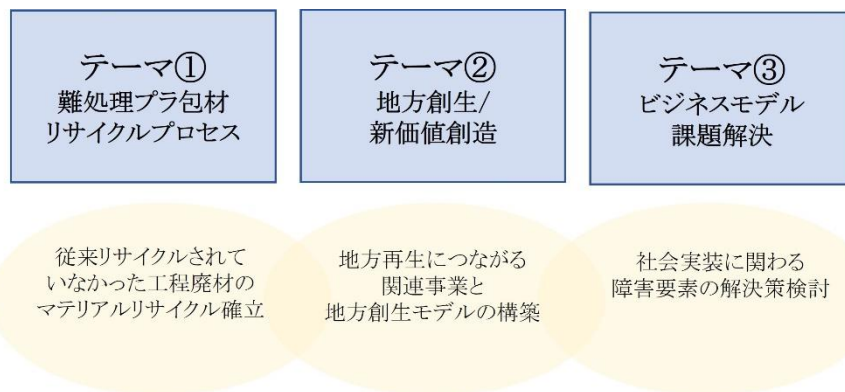 テーマ①
難処理プラ包材
リサイクルプロセス
テーマ②
地方創生/
新価値創造
テーマ③
ビジネスモデル
課題解決
従来リサイクルされて
いなかった工程廃材の
マテリアルリサイクル確立
地方再生につながる
関連事業と
地方創生モデルの構築
社会実装に関わる
障害要素の解決策検討